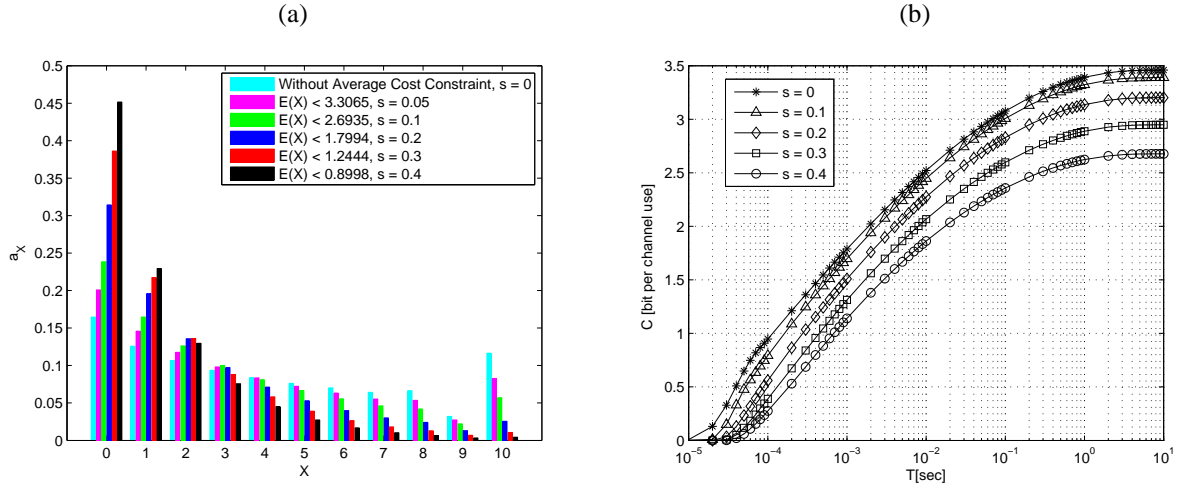 (a)
(b)
0.5
0.45
0.4
0.35
0.3
0.25
0.2
0.15
0.1
0.05
0
a_X
0 1 2 3 4 5 6 7 8 9 10
X
Without Average Cost Constraint, s = 0
E(X) < 3.3065, s = 0.05
E(X) < 2.6935, s = 0.1
E(X) < 1.7994, s = 0.2
E(X) < 1.2444, s = 0.3
E(X) < 0.8998, s = 0.4
3.5
3
2.5
2
1.5
1
0.5
0
C [bit per channel use]
10^-5 10^-4 10^-3 10^-2 10^-1 10^0 10^1
T[sec]
s = 0
s = 0.1
s = 0.2
s = 0.3
s = 0.4